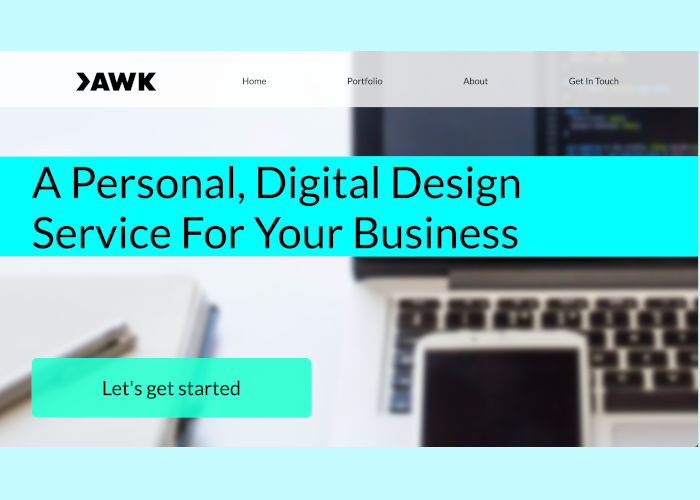 AWK
Home
Portfolio
About
Get In Touch
A Personal, Digital Design
Service For Your Business
Let's get started